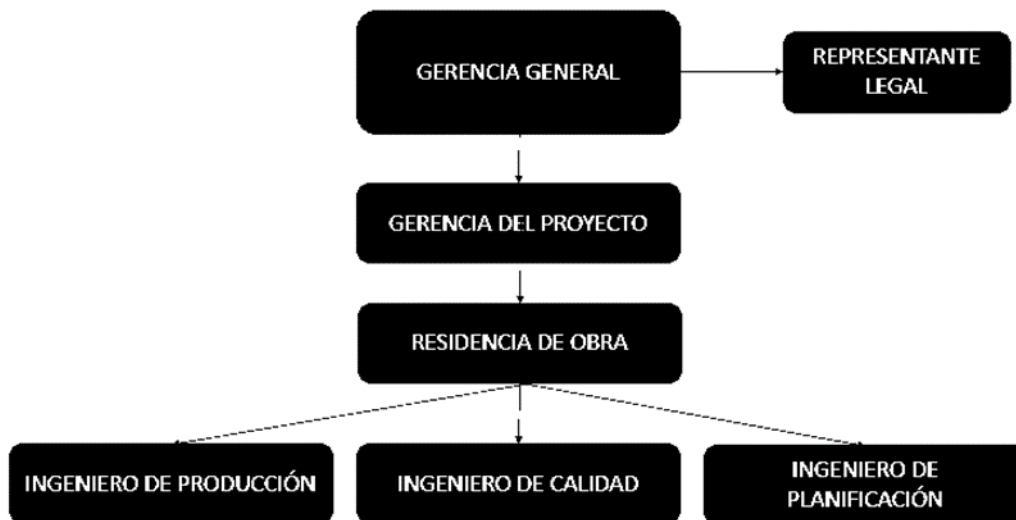 GERENCIA GENERAL
REPRESENTANTE
LEGAL
GERENCIA DEL PROYECTO
RESIDENCIA DE OBRA
INGENIERO DE PRODUCCIÓN
INGENIERO DE CALIDAD
INGENIERO DE
PLANIFICACIÓN